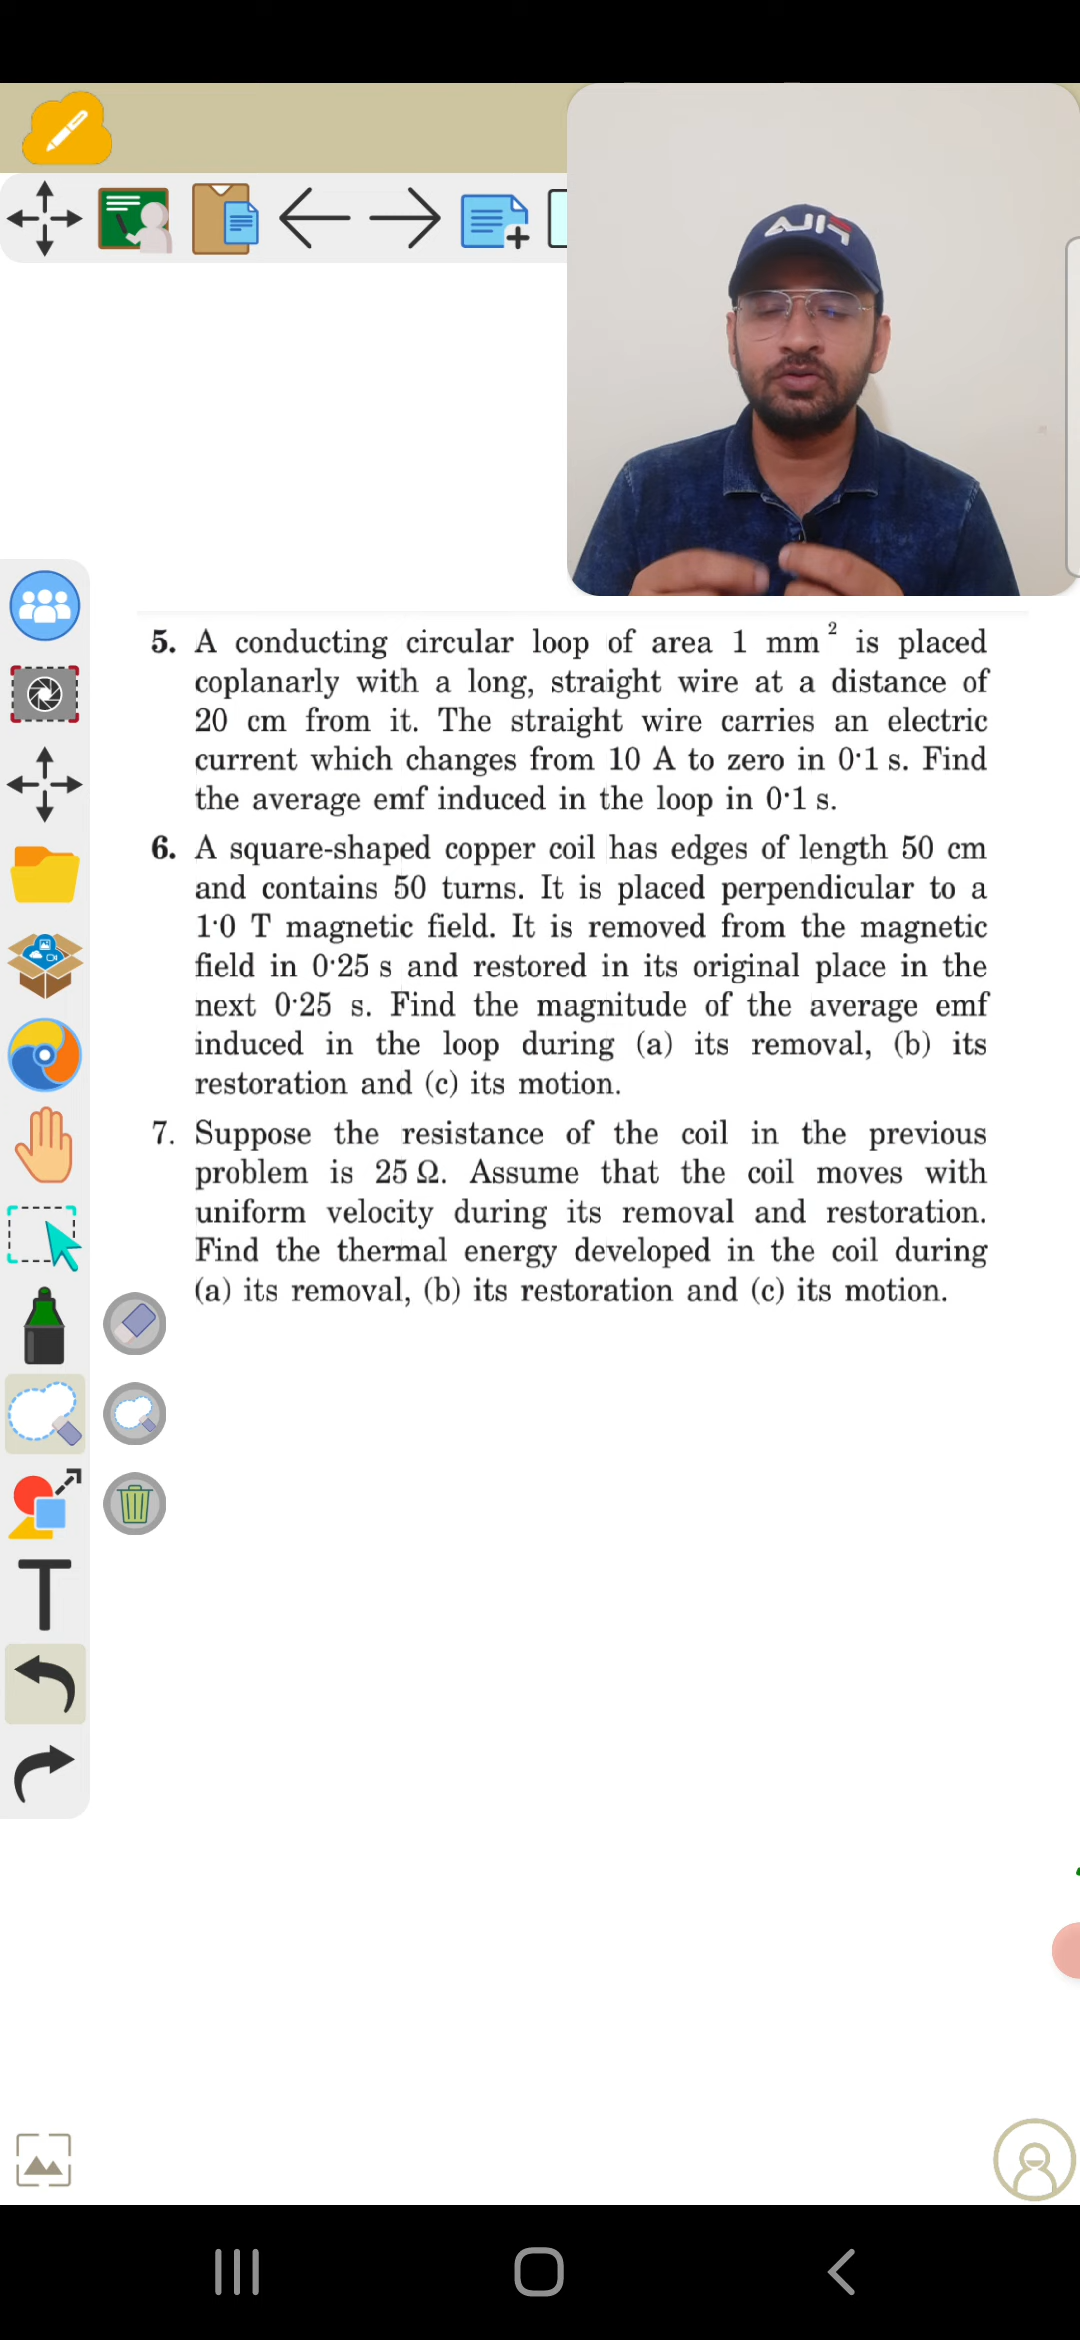 AJIO
5. A conducting circular loop of area 1 mm² is placed
coplanarly with a long, straight wire at a distance of
20 cm from it. The straight wire carries an electric
current which changes from 10 A to zero in 0·1 s. Find
the average emf induced in the loop in 0·1 s.
6. A square-shaped copper coil has edges of length 50 cm
and contains 50 turns. It is placed perpendicular to a
1·0 T magnetic field. It is removed from the magnetic
field in 0·25 s and restored in its original place in the
next 0·25 s. Find the magnitude of the average emf
induced in the loop during (a) its removal, (b) its
restoration and (c) its motion.
7. Suppose the resistance of the coil in the previous
problem is 25 Ω. Assume that the coil moves with
uniform velocity during its removal and restoration.
Find the thermal energy developed in the coil during
(a) its removal, (b) its restoration and (c) its motion.
T